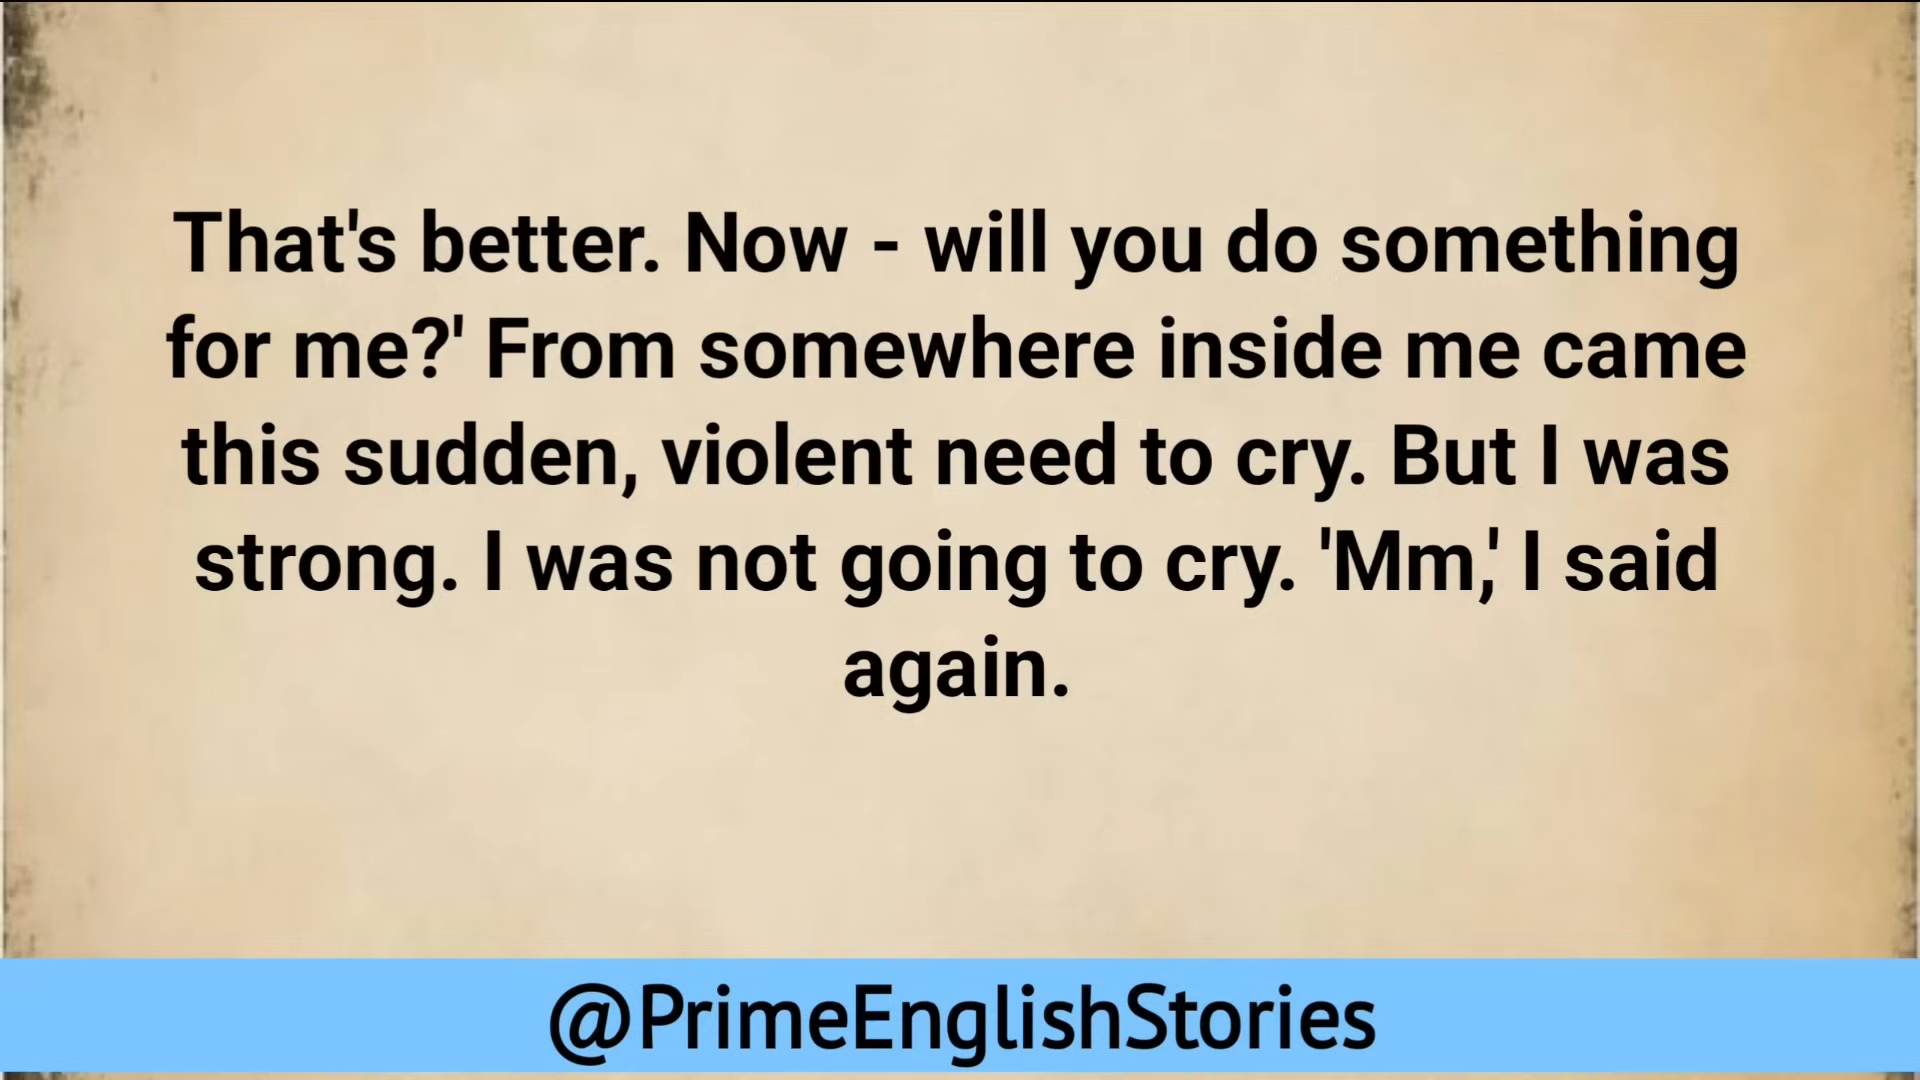 That's better. Now - will you do something
for me?' From somewhere inside me came
this sudden, violent need to cry. But I was
strong. I was not going to cry. 'Mm,' I said
again.
@PrimeEnglishStories